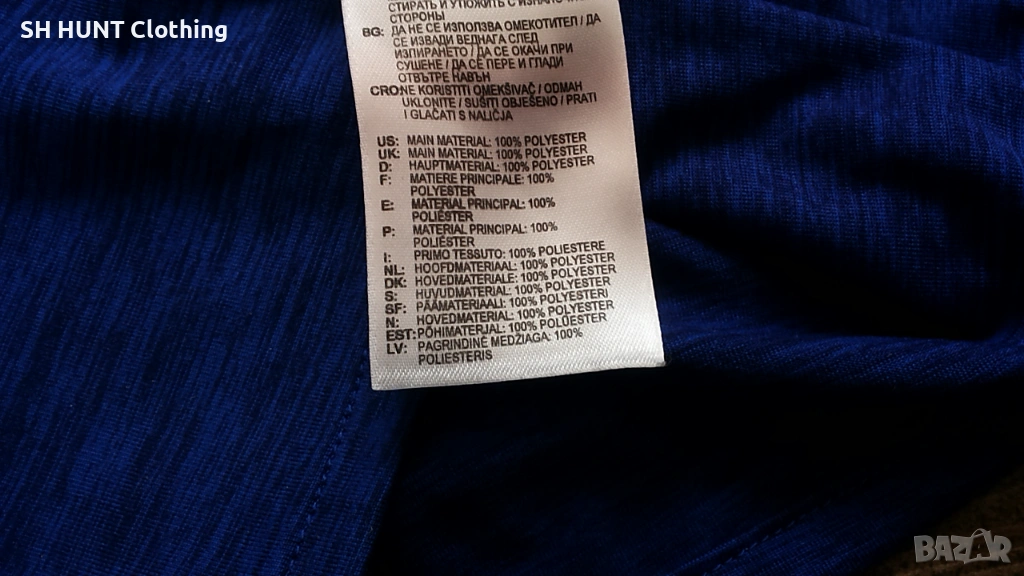 SH HUNT Clothing
СТИРАТЬ И УТЮЖИТЬ С ИЗНАНО
СТОРОНЫ
BG: ДА НЕ СЕ ИЗПОЛЗВА ОМЕКОТИТЕЛ / ДА
СЕ ИЗВАДИ ВЕДНАГА СЛЕД
ИЗПИРАНЕТО / ДА СЕ ОКАЧИ ПРИ
СУШЕНЕ / ДА СЕ ПЕРЕ И ГЛАДИ
ОТВЪТРЕ НАВЪН
CRO: NE KORISTITI OMEKŠIVAČ / ODMAH
UKLONITE / SUŠITI OBJEŠENO / PRATI
I GLAČATI S NALIČJA
US: MAIN MATERIAL: 100% POLYESTER
UK: MAIN MATERIAL: 100% POLYESTER
D: HAUPTMATERIAL: 100% POLYESTER
F: MATIERE PRINCIPALE: 100%
POLYESTER
E: MATERIAL PRINCIPAL: 100%
POLIÉSTER
P: MATERIAL PRINCIPAL: 100%
POLIÉSTER
I: PRIMO TESSUTO: 100% POLIESTERE
NL: HOOFDMATERIAAL: 100% POLYESTER
DK: HOVEDMATERIALE: 100% POLYESTER
S: HUVUDMATERIAL: 100% POLYESTER
SF: PÄÄMATERIAALI: 100% POLYESTERI
N: HOVEDMATERIAL: 100% POLYESTER
EST: PÕHIMATERJAL: 100% POLÜESTER
LV: PAGRINDINĖ MEDŽIAGA: 100%
POLIESTERIS
BAZAR